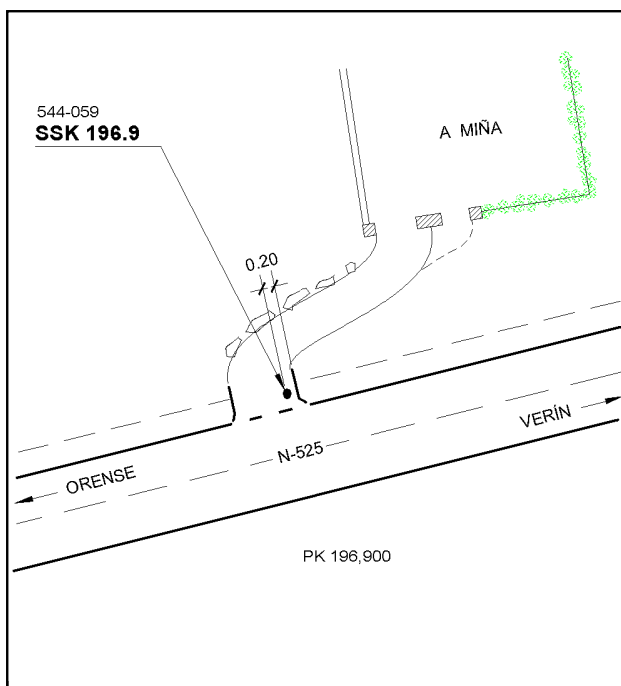 544-059
SSK 196.9
A MIÑA
0.20
VERÍN
N-525
ORENSE
PK 196,900